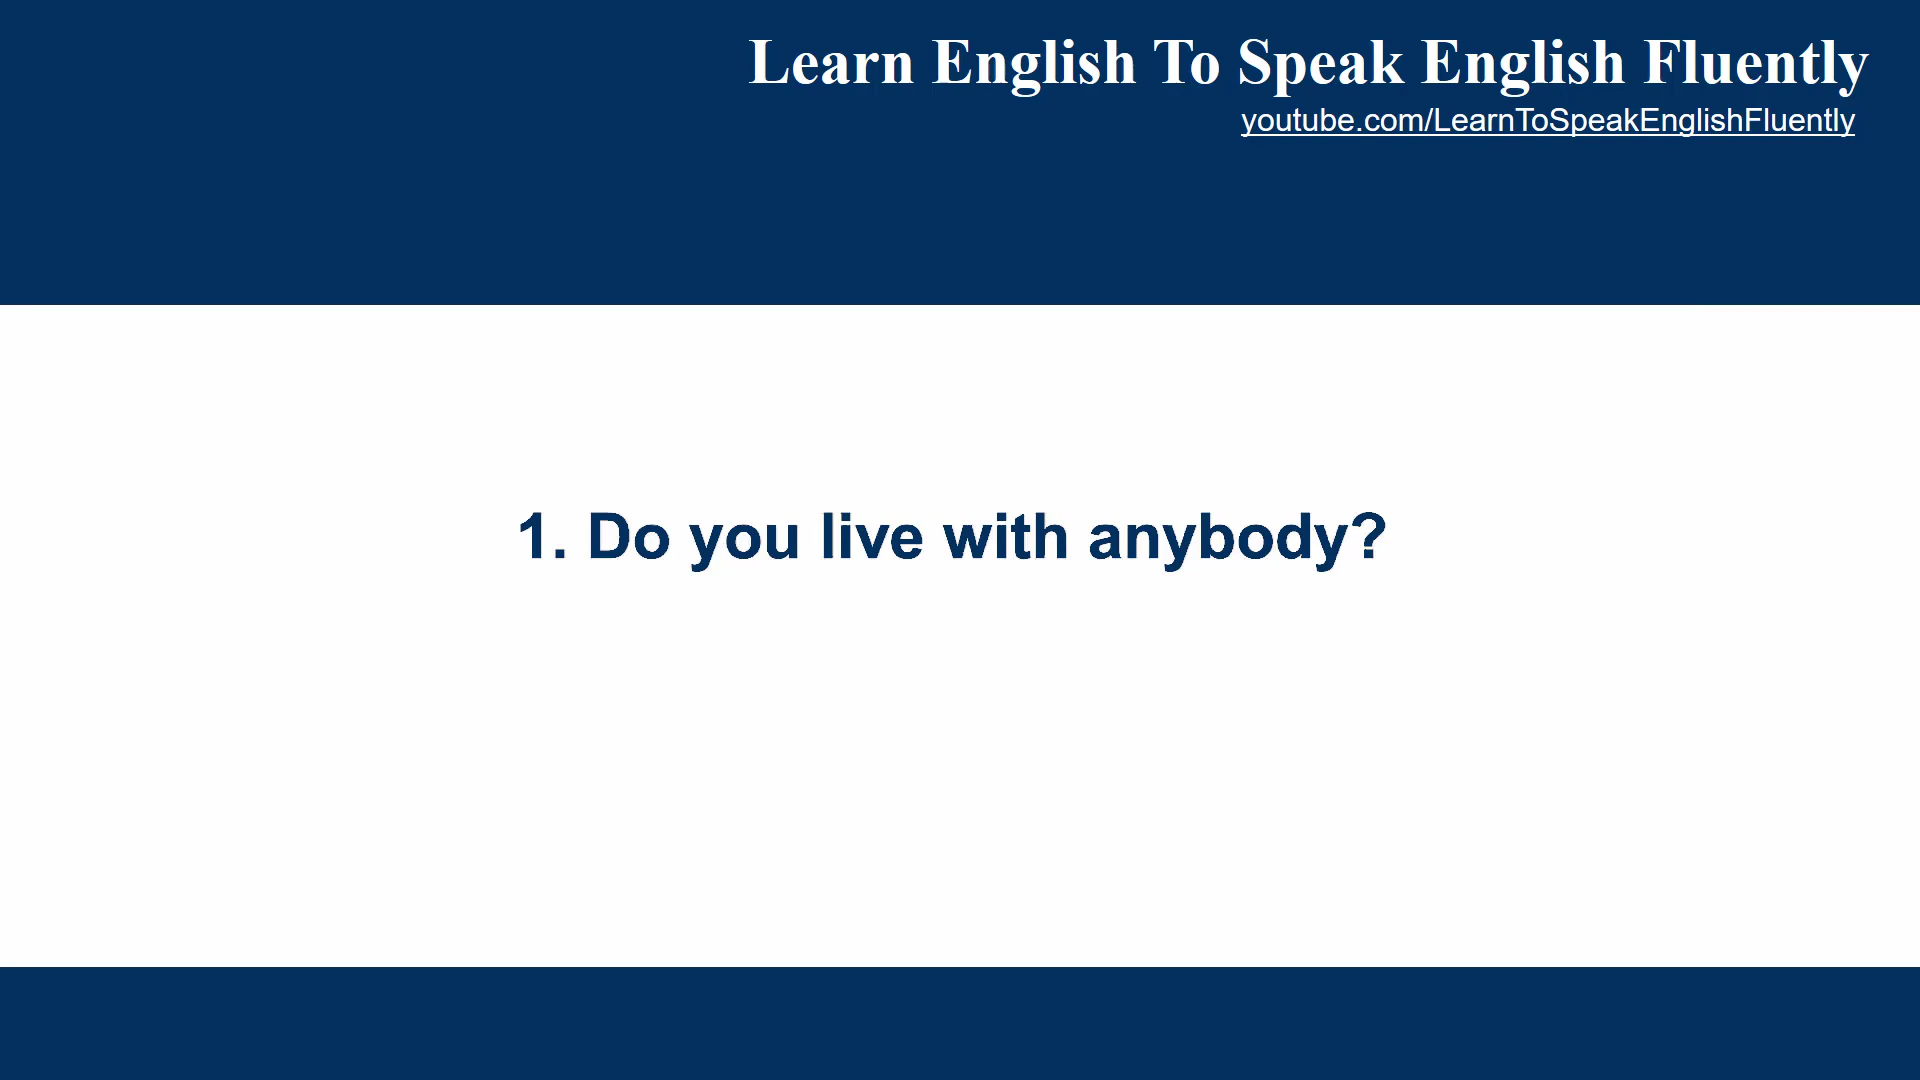 Learn English To Speak English Fluently
youtube.com/LearnToSpeakEnglishFluently
1. Do you live with anybody?